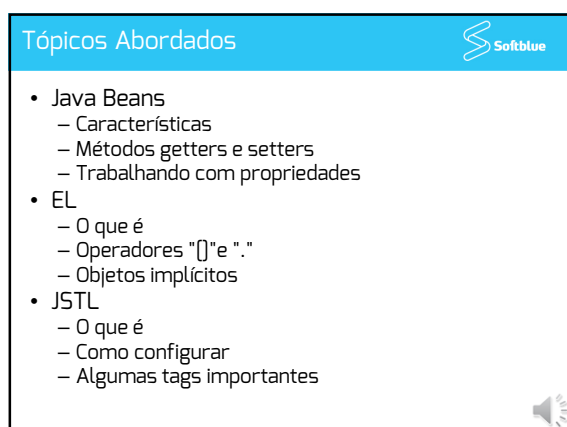 Tópicos Abordados
Softblue
• Java Beans
– Características
– Métodos getters e setters
– Trabalhando com propriedades
• EL
– O que é
– Operadores "[]"e "."
– Objetos implícitos
• JSTL
– O que é
– Como configurar
– Algumas tags importantes